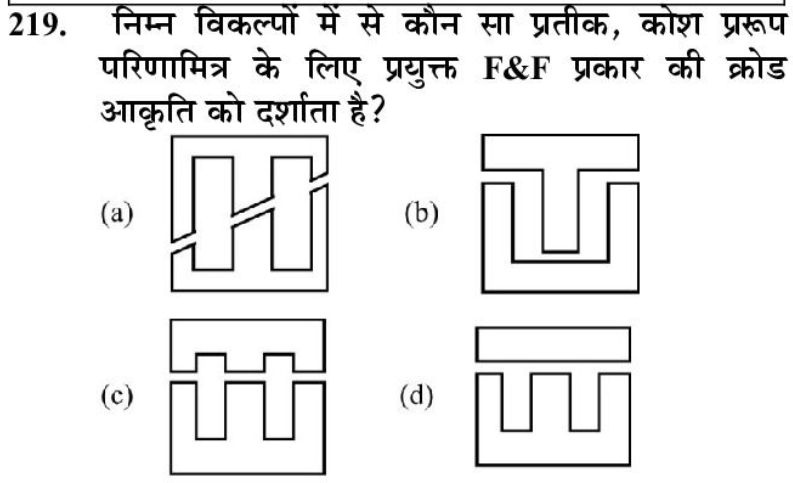 219. निम्न विकल्पों में से कौन सा प्रतीक, कोश प्ररूप
परिणामित्र के लिए प्रयुक्त F&F प्रकार की क्रोड
आकृति को दर्शाता है?
(a) (b)
(c) (d)